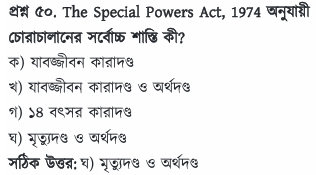 প্রশ্ন ৫০. The Special Powers Act, 1974 অনুযায়ী
চোরাচালানের সর্বোচ্চ শাস্তি কী?
ক) যাবজ্জীবন কারাদণ্ড
খ) যাবজ্জীবন কারাদণ্ড ও অর্থদণ্ড
গ) ১৪ বৎসর কারাদণ্ড
ঘ) মৃত্যুদণ্ড ও অর্থদণ্ড
সঠিক উত্তর: ঘ) মৃত্যুদণ্ড ও অর্থদণ্ড